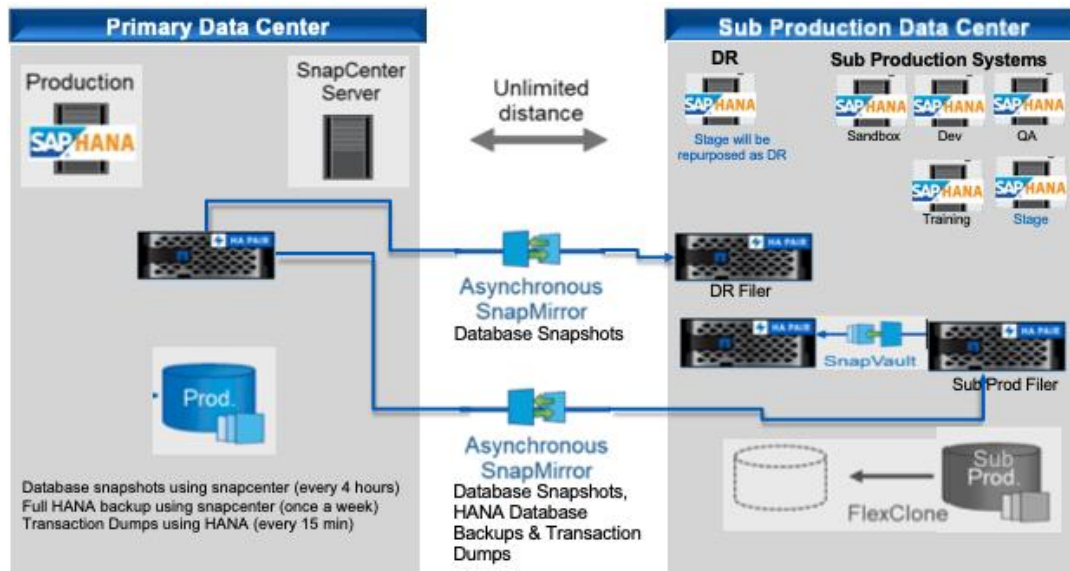 Primary Data Center
Production
SAP HANA
SnapCenter
Server
HA PAIR
Prod.
Database snapshots using snapcenter (every 4 hours)
Full HANA backup using snapcenter (once a week)
Transaction Dumps using HANA (every 15 min)
Unlimited
distance
Asynchronous
SnapMirror
Database Snapshots
Asynchronous
SnapMirror
Database Snapshots,
HANA Database
Backups & Transaction
Dumps
Sub Production Data Center
DR
SAP HANA
Stage will be
repurposed as DR
Sub Production Systems
SAP HANA
Sandbox
SAP HANA
Dev
SAP HANA
QA
SAP HANA
Training
SAP HANA
Stage
HA PAIR
DR Filer
HA PAIR
SnapVault
HA PAIR
Sub Prod Filer
FlexClone
Sub
Prod.